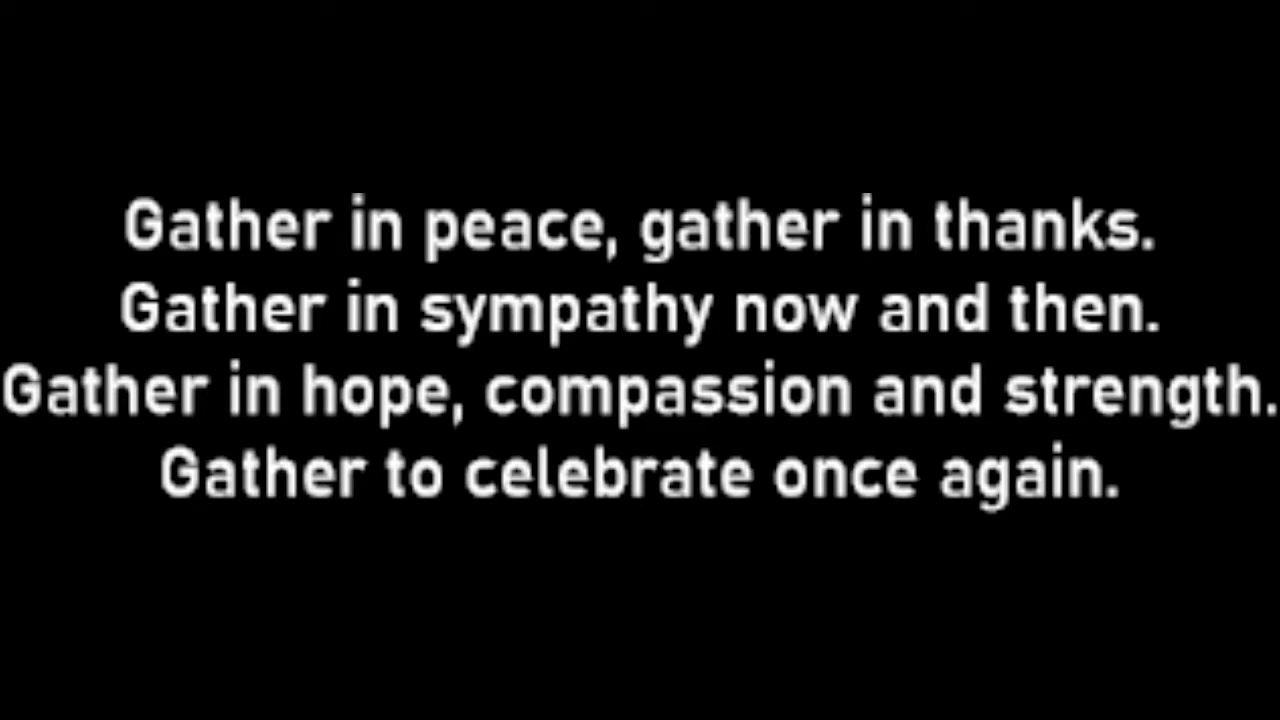 Gather in peace, gather in thanks.
Gather in sympathy now and then.
Gather in hope, compassion and strength.
Gather to celebrate once again.